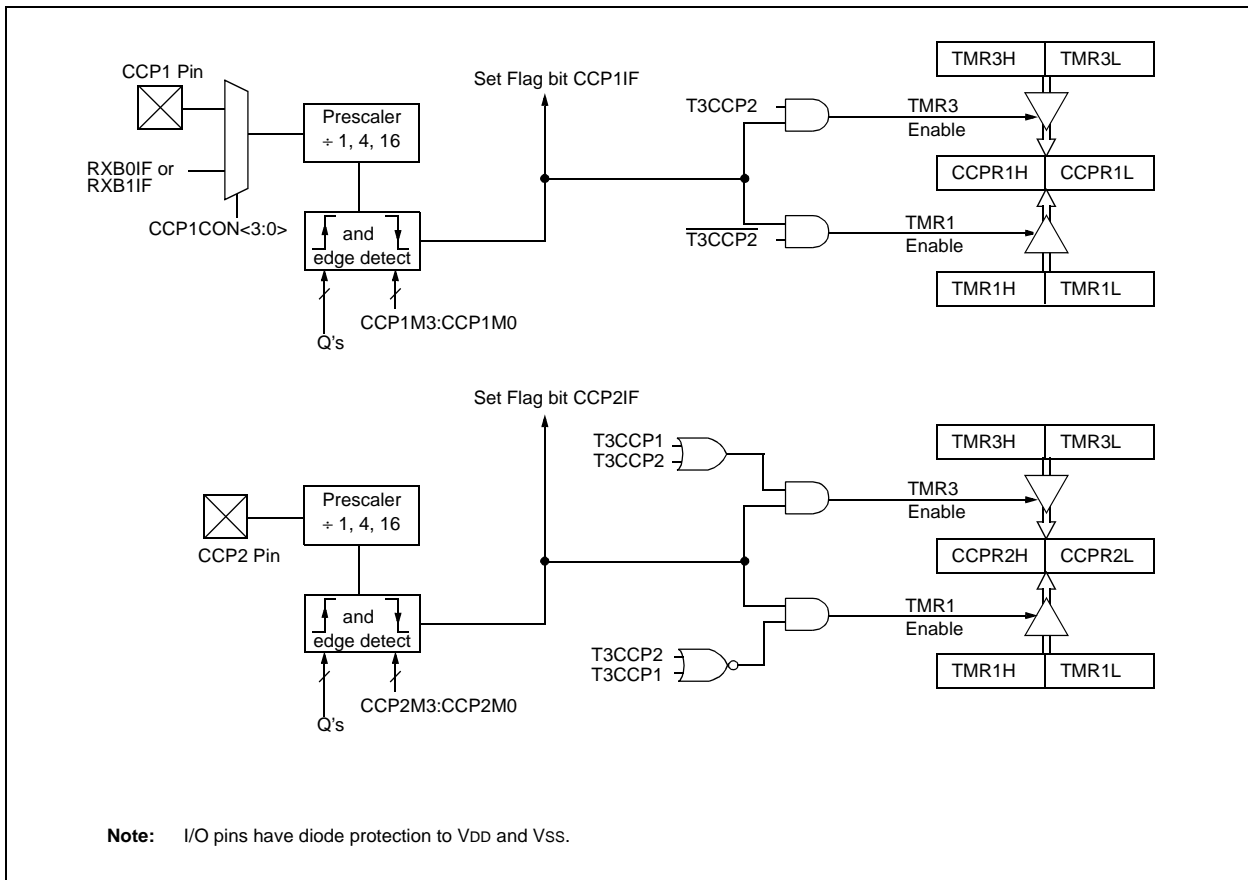 CCP1 Pin
Set Flag bit CCP1IF
TMR3H TMR3L
Prescaler
÷ 1, 4, 16
T3CCP2
TMR3
Enable
RXB0IF or
RXB1IF
CCPR1H CCPR1L
CCP1CON<3:0>
and
edge detect
T3CCP2
TMR1
Enable
TMR1H TMR1L
CCP1M3:CCP1M0
Q's
Set Flag bit CCP2IF
T3CCP1
T3CCP2
TMR3H TMR3L
Prescaler
÷ 1, 4, 16
TMR3
Enable
CCP2 Pin
CCPR2H CCPR2L
and
edge detect
TMR1
Enable
T3CCP2
T3CCP1
TMR1H TMR1L
CCP2M3:CCP2M0
Q's
Note: I/O pins have diode protection to VDD and VSS.